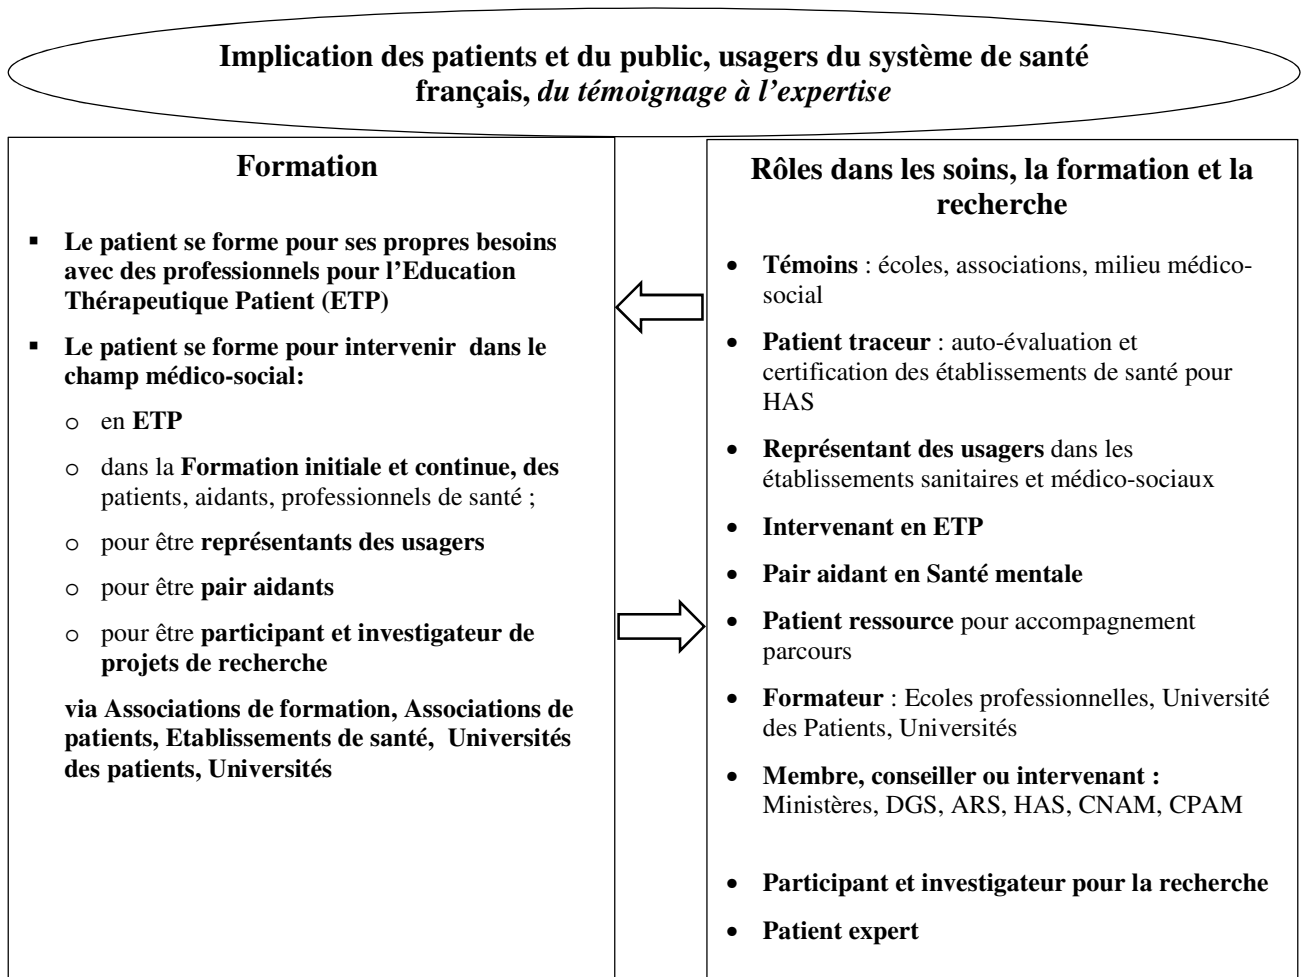 Implication des patients et du public, usagers du système de santé
français, du témoignage à l’expertise
Formation
▪ Le patient se forme pour ses propres besoins
avec des professionnels pour l’Education
Thérapeutique Patient (ETP)
▪ Le patient se forme pour intervenir dans le
champ médico-social:
o en ETP
o dans la Formation initiale et continue, des
patients, aidants, professionnels de santé ;
o pour être représentants des usagers
o pour être pair aidants
o pour être participant et investigateur de
projets de recherche
via Associations de formation, Associations de
patients, Etablissements de santé, Universités
des patients, Universités
Rôles dans les soins, la formation et la
recherche
• Témoins : écoles, associations, milieu médico-
social
• Patient traceur : auto-évaluation et
certification des établissements de santé pour
HAS
• Représentant des usagers dans les
établissements sanitaires et médico-sociaux
• Intervenant en ETP
• Pair aidant en Santé mentale
• Patient ressource pour accompagnement
parcours
• Formateur : Ecoles professionnelles, Université
des Patients, Universités
• Membre, conseiller ou intervenant :
Ministères, DGS, ARS, HAS, CNAM, CPAM
• Participant et investigateur pour la recherche
• Patient expert